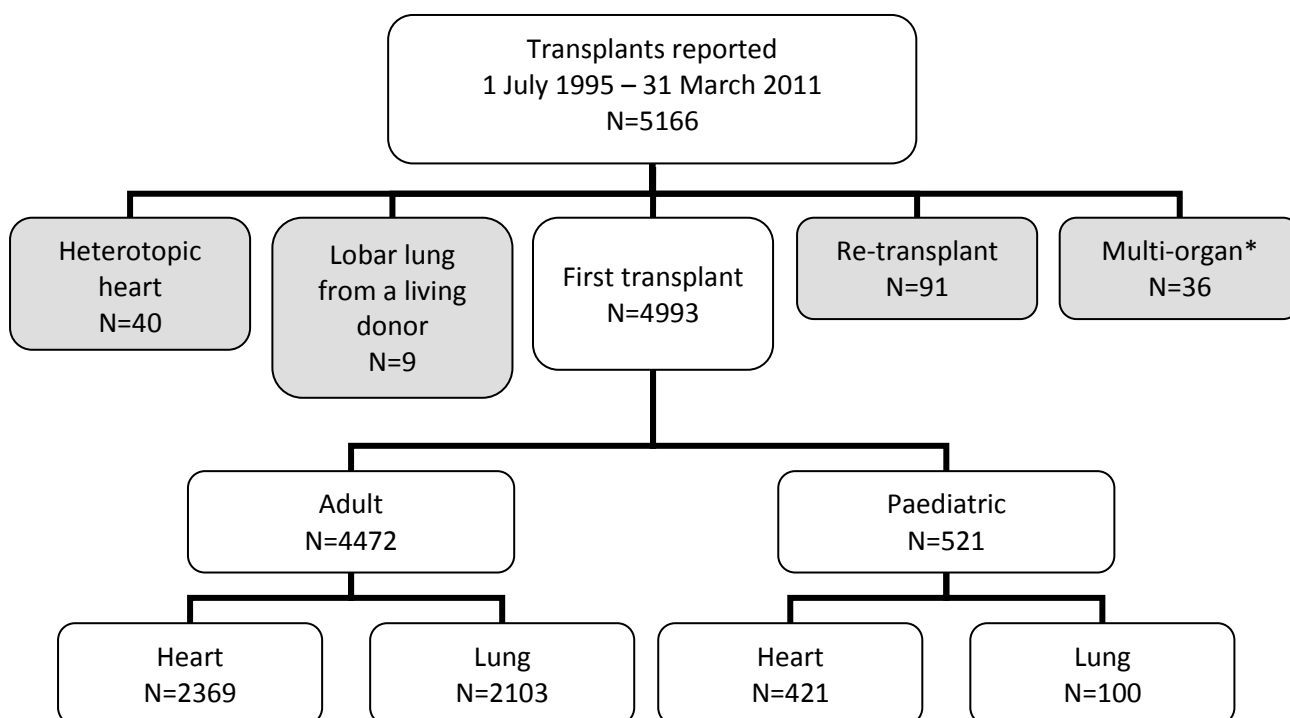 Transplants reported
1 July 1995 – 31 March 2011
N=5166
Heterotopic
heart
N=40
Lobar lung
from a living
donor
N=9
First transplant
N=4993
Re-transplant
N=91
Multi-organ*
N=36
Adult
N=4472
Paediatric
N=521
Heart
N=2369
Lung
N=2103
Heart
N=421
Lung
N=100